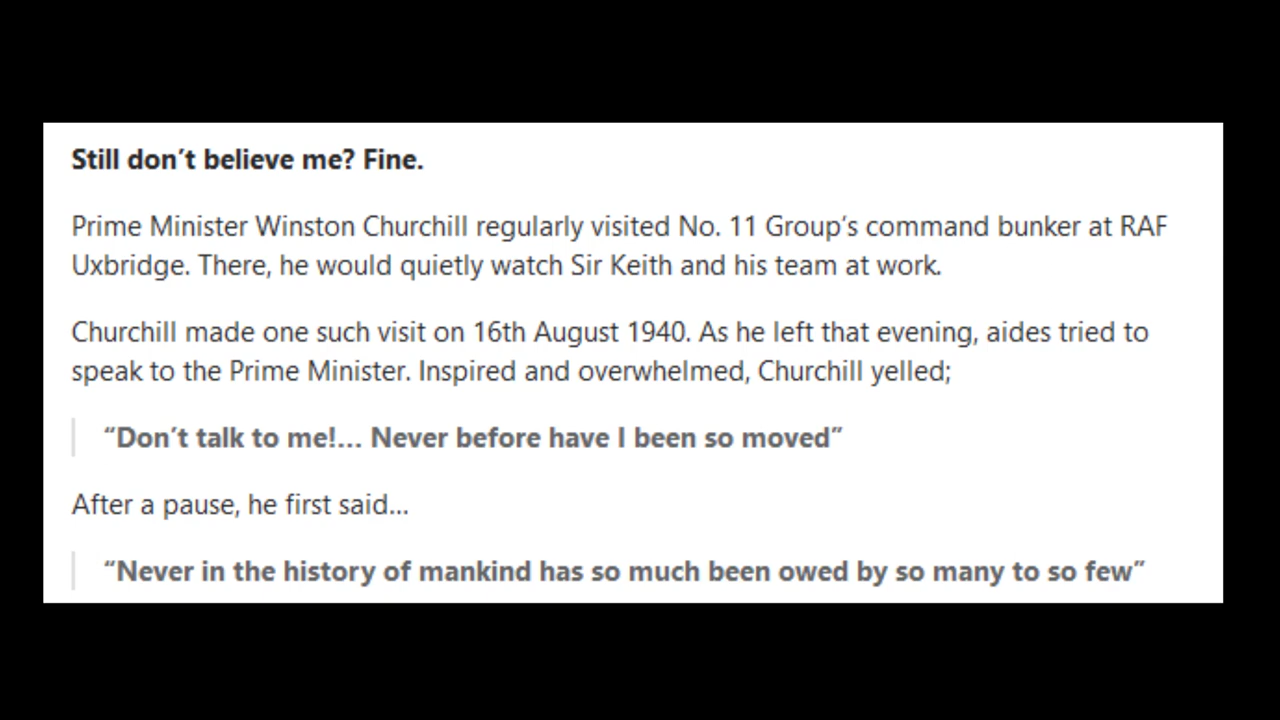 Still don’t believe me? Fine.
Prime Minister Winston Churchill regularly visited No. 11 Group’s command bunker at RAF
Uxbridge. There, he would quietly watch Sir Keith and his team at work.
Churchill made one such visit on 16th August 1940. As he left that evening, aides tried to
speak to the Prime Minister. Inspired and overwhelmed, Churchill yelled;
“Don’t talk to me!… Never before have I been so moved”
After a pause, he first said…
“Never in the history of mankind has so much been owed by so many to so few”